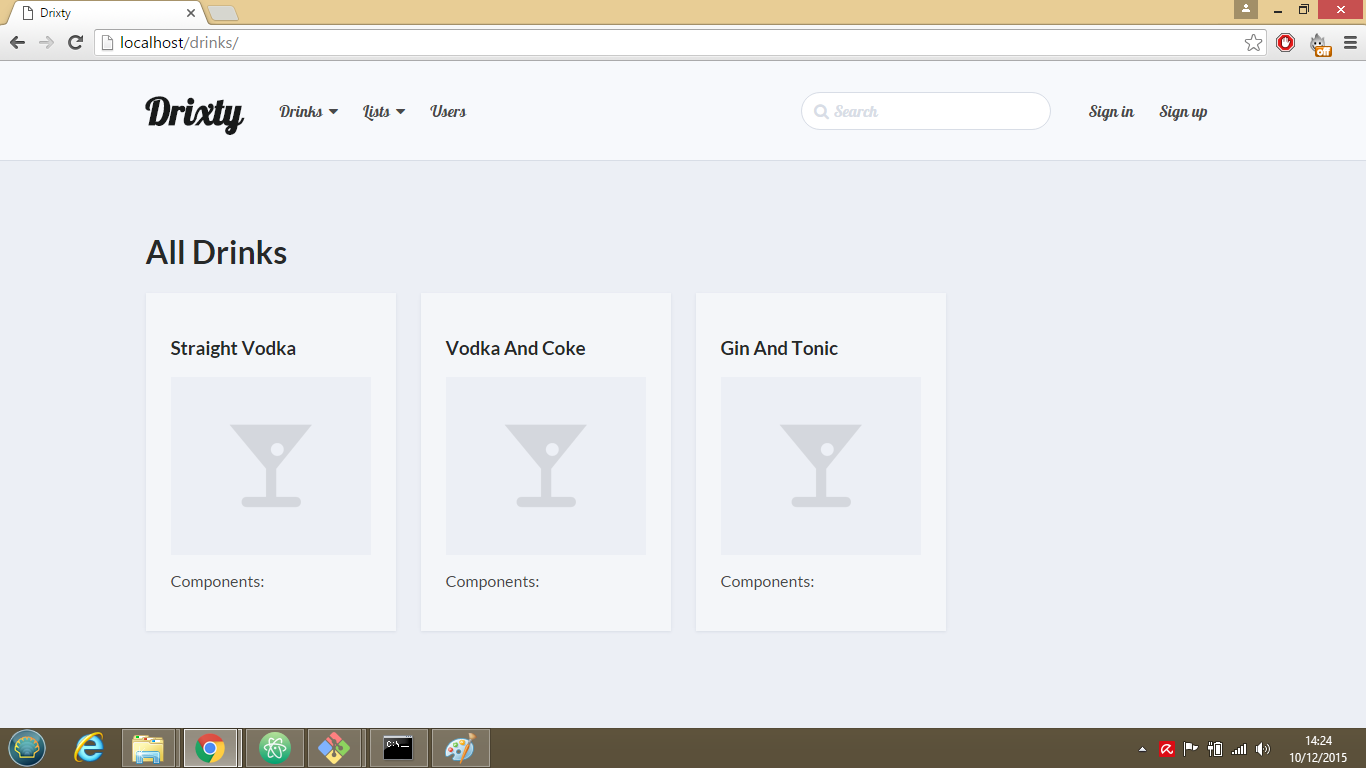 Drixty
localhost/drinks/
Drixty
Drinks
Lists
Users
Search
Sign in
Sign up
All Drinks
Straight Vodka
Vodka And Coke
Gin And Tonic
Components:
Components:
Components:
off
C:\._
14:24
10/12/2015